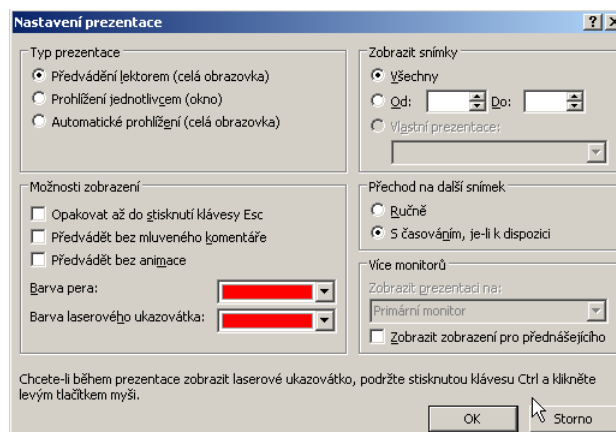 Nastavení prezentace
Typ prezentace
Předvádění lektorem (celá obrazovka)
Prohlížení jednotlivcem (okno)
Automatické prohlížení (celá obrazovka)
Zobrazit snímky
Všechny
Od: Do:
Vlastní prezentace:
Možnosti zobrazení
Opakovat až do stisknutí klávesy Esc
Předvádět bez mluveného komentáře
Předvádět bez animace
Barva pera:
Barva laserového ukazovátka:
Přechod na další snímek
Ručně
S časováním, je-li k dispozici
Více monitorů
Zobrazit prezentaci na:
Primární monitor
Zobrazit zobrazení pro přednášejícího
Chcete-li během prezentace zobrazit laserové ukazovátko, podržte stisknutou klávesu Ctrl a klikněte
levým tlačítkem myši.
OK Storno